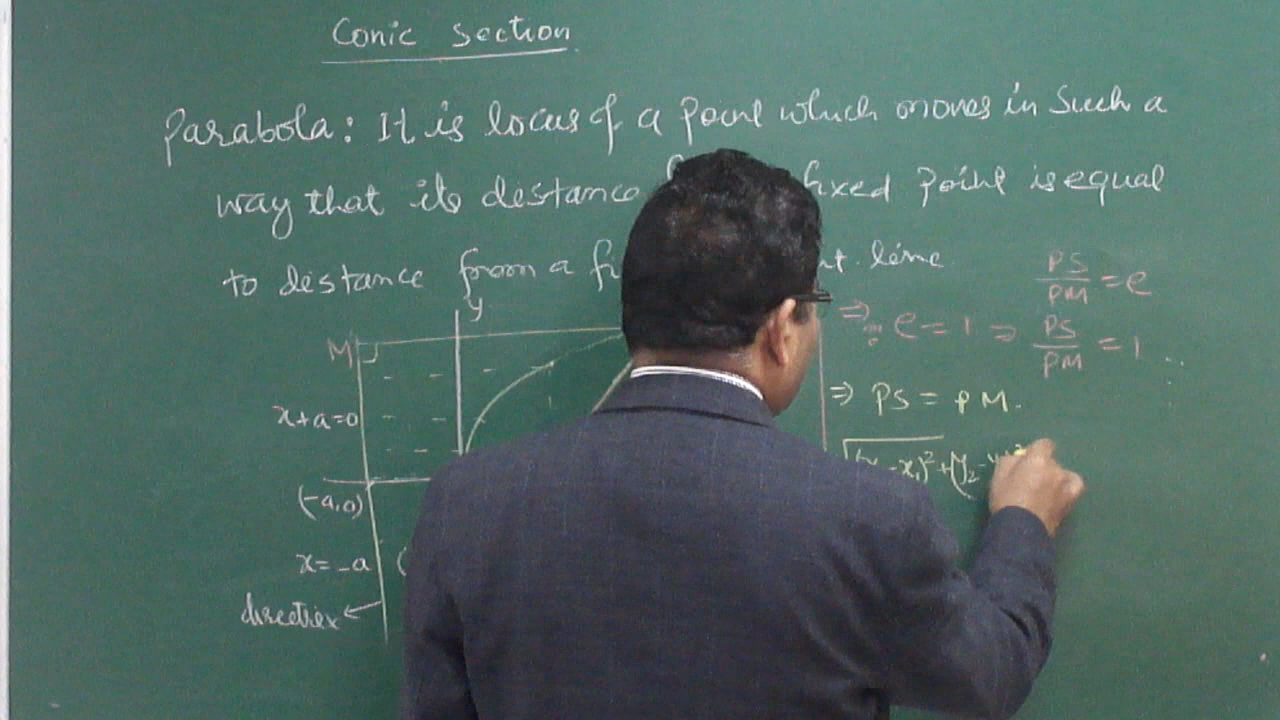 Conic section
Parabola: It is locus of a point which moves in such a
way that its distance fixed point is equal
to distance from a line
y
PS/PM = e
M
⇒ e = 1 ⇒ PS/PM = 1
x+a=0
⇒ PS = PM.
(-a,0)
x = -a
directrix